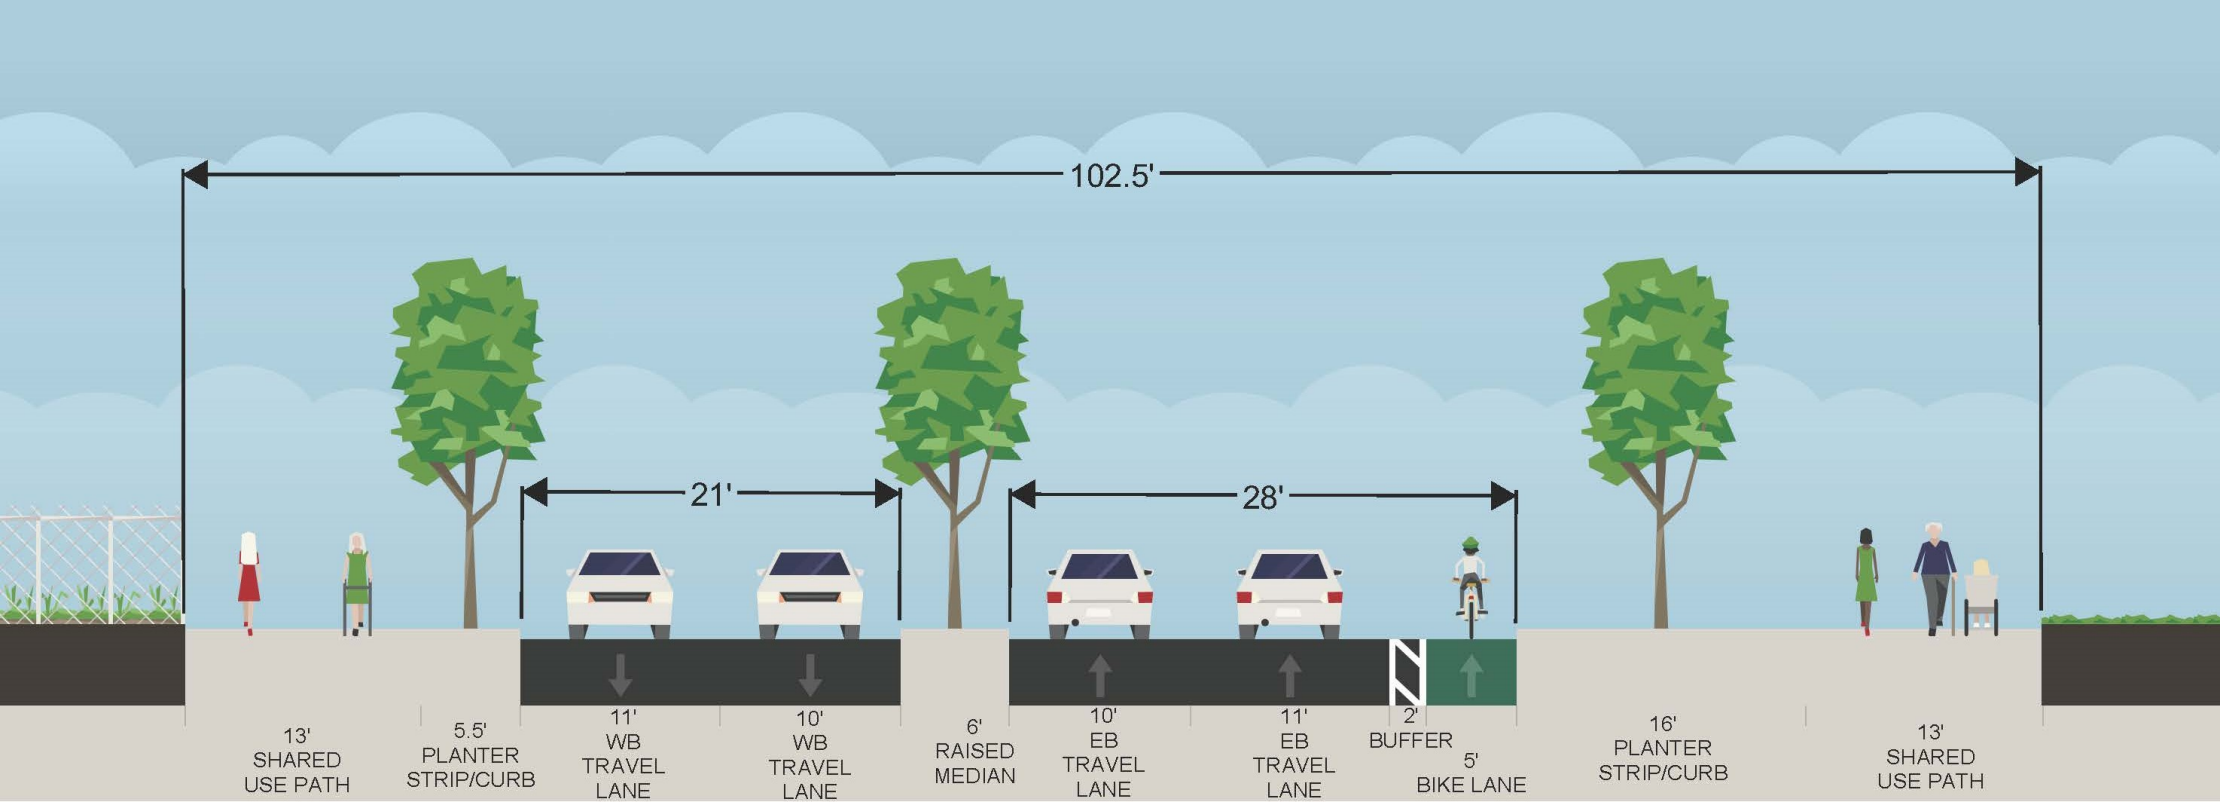 102.5'
21'
28'
13'
SHARED
USE PATH
5.5'
PLANTER
STRIP/CURB
11'
WB
TRAVEL
LANE
10'
WB
TRAVEL
LANE
6'
RAISED
MEDIAN
10'
EB
TRAVEL
LANE
11'
EB
TRAVEL
LANE
2'
BUFFER
5'
BIKE LANE
16'
PLANTER
STRIP/CURB
13'
SHARED
USE PATH